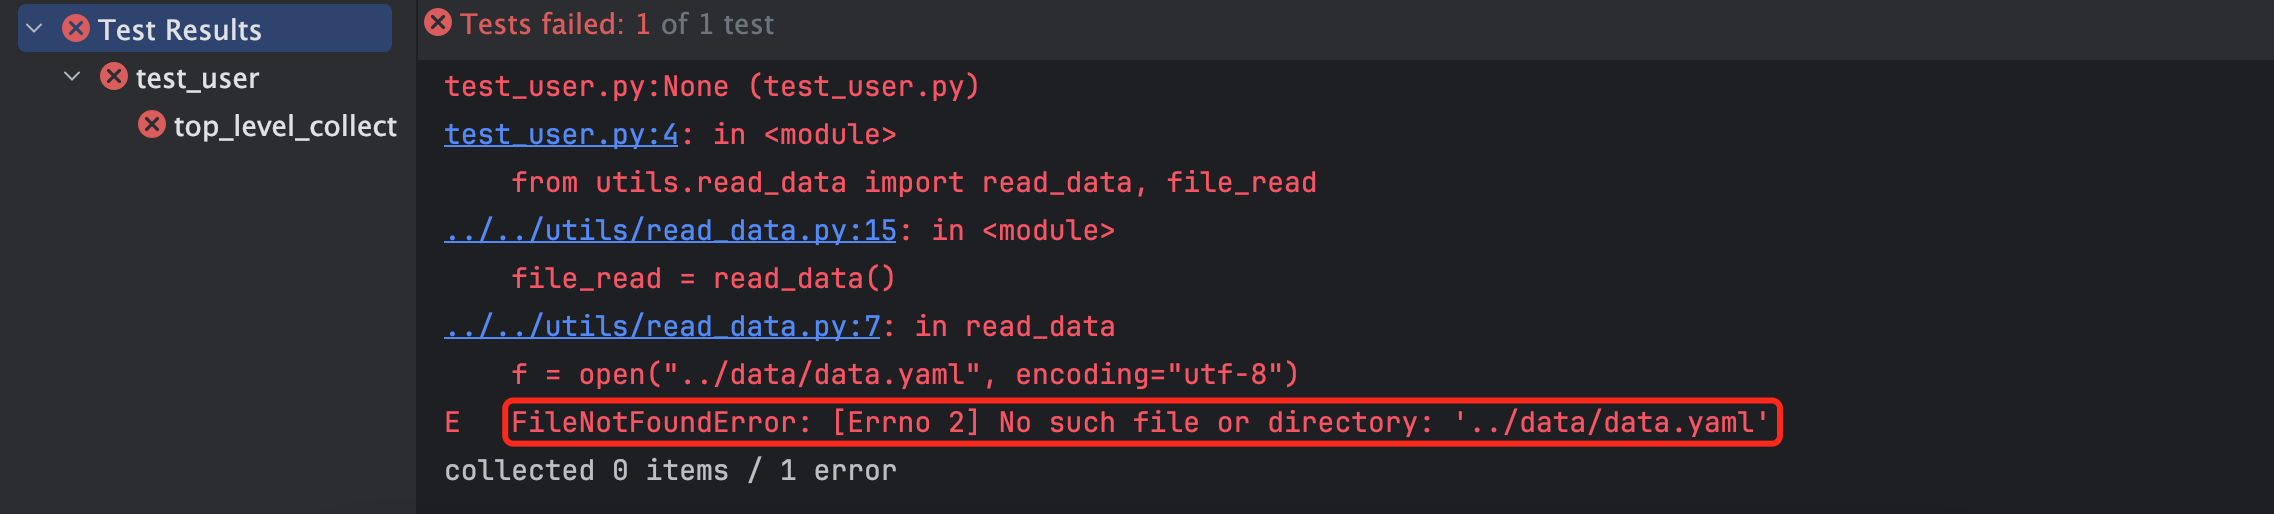 Test Results
test_user
top_level_collect
Tests failed: 1 of 1 test
test_user.py:None (test_user.py)
test_user.py:4: in <module>
    from utils.read_data import read_data, file_read
../../utils/read_data.py:15: in <module>
    file_read = read_data()
../../utils/read_data.py:7: in read_data
    f = open("../data/data.yaml", encoding="utf-8")
E   FileNotFoundError: [Errno 2] No such file or directory: '../data/data.yaml'
collected 0 items / 1 error